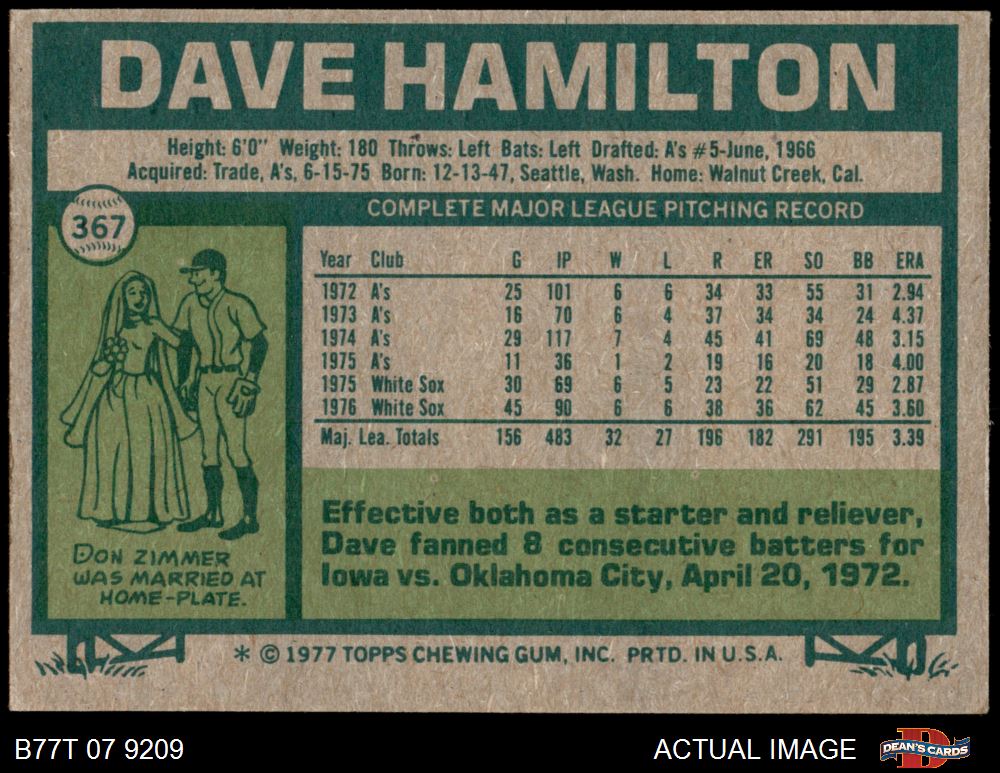 DAVE HAMILTON
Height: 6'0" Weight: 180 Throws: Left Bats: Left Drafted: A's #5-June, 1966
Acquired: Trade, A's, 6-15-75 Born: 12-13-47, Seattle, Wash. Home: Walnut Creek, Cal.
367
COMPLETE MAJOR LEAGUE PITCHING RECORD
Year Club G IP W L R ER SO BB ERA
1972 A's 25 101 6 6 34 33 55 31 2.94
1973 A's 16 70 6 4 37 34 34 24 4.37
1974 A's 29 117 7 4 45 41 69 48 3.15
1975 A's 11 36 1 2 19 16 20 18 4.00
1975 White Sox 30 69 6 5 23 22 51 29 2.87
1976 White Sox 45 90 6 6 38 36 62 45 3.60
Maj. Lea. Totals 156 483 32 27 196 182 291 195 3.39
DON ZIMMER
WAS MARRIED AT
HOME-PLATE.
Effective both as a starter and reliever,
Dave fanned 8 consecutive batters for
Iowa vs. Oklahoma City, April 20, 1972.
* © 1977 TOPPS CHEWING GUM, INC. PRTD. IN U.S.A.
B77T 07 9209
ACTUAL IMAGE
DEAN'S CARDS